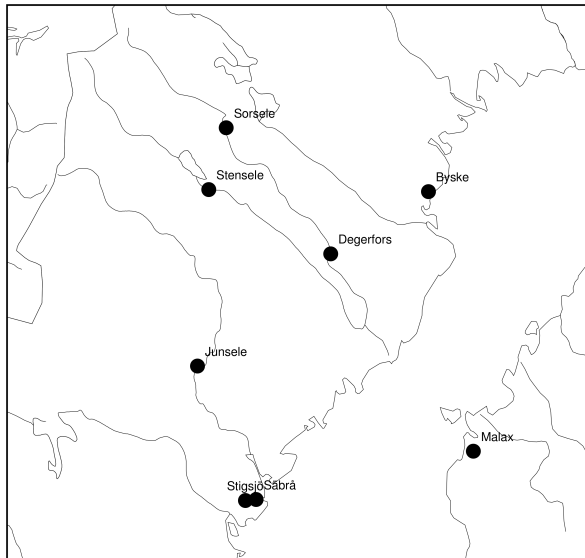 Sorsele
Stensele
Byske
Degerfors
Junsele
Malax
Stigsjö
Säbrå